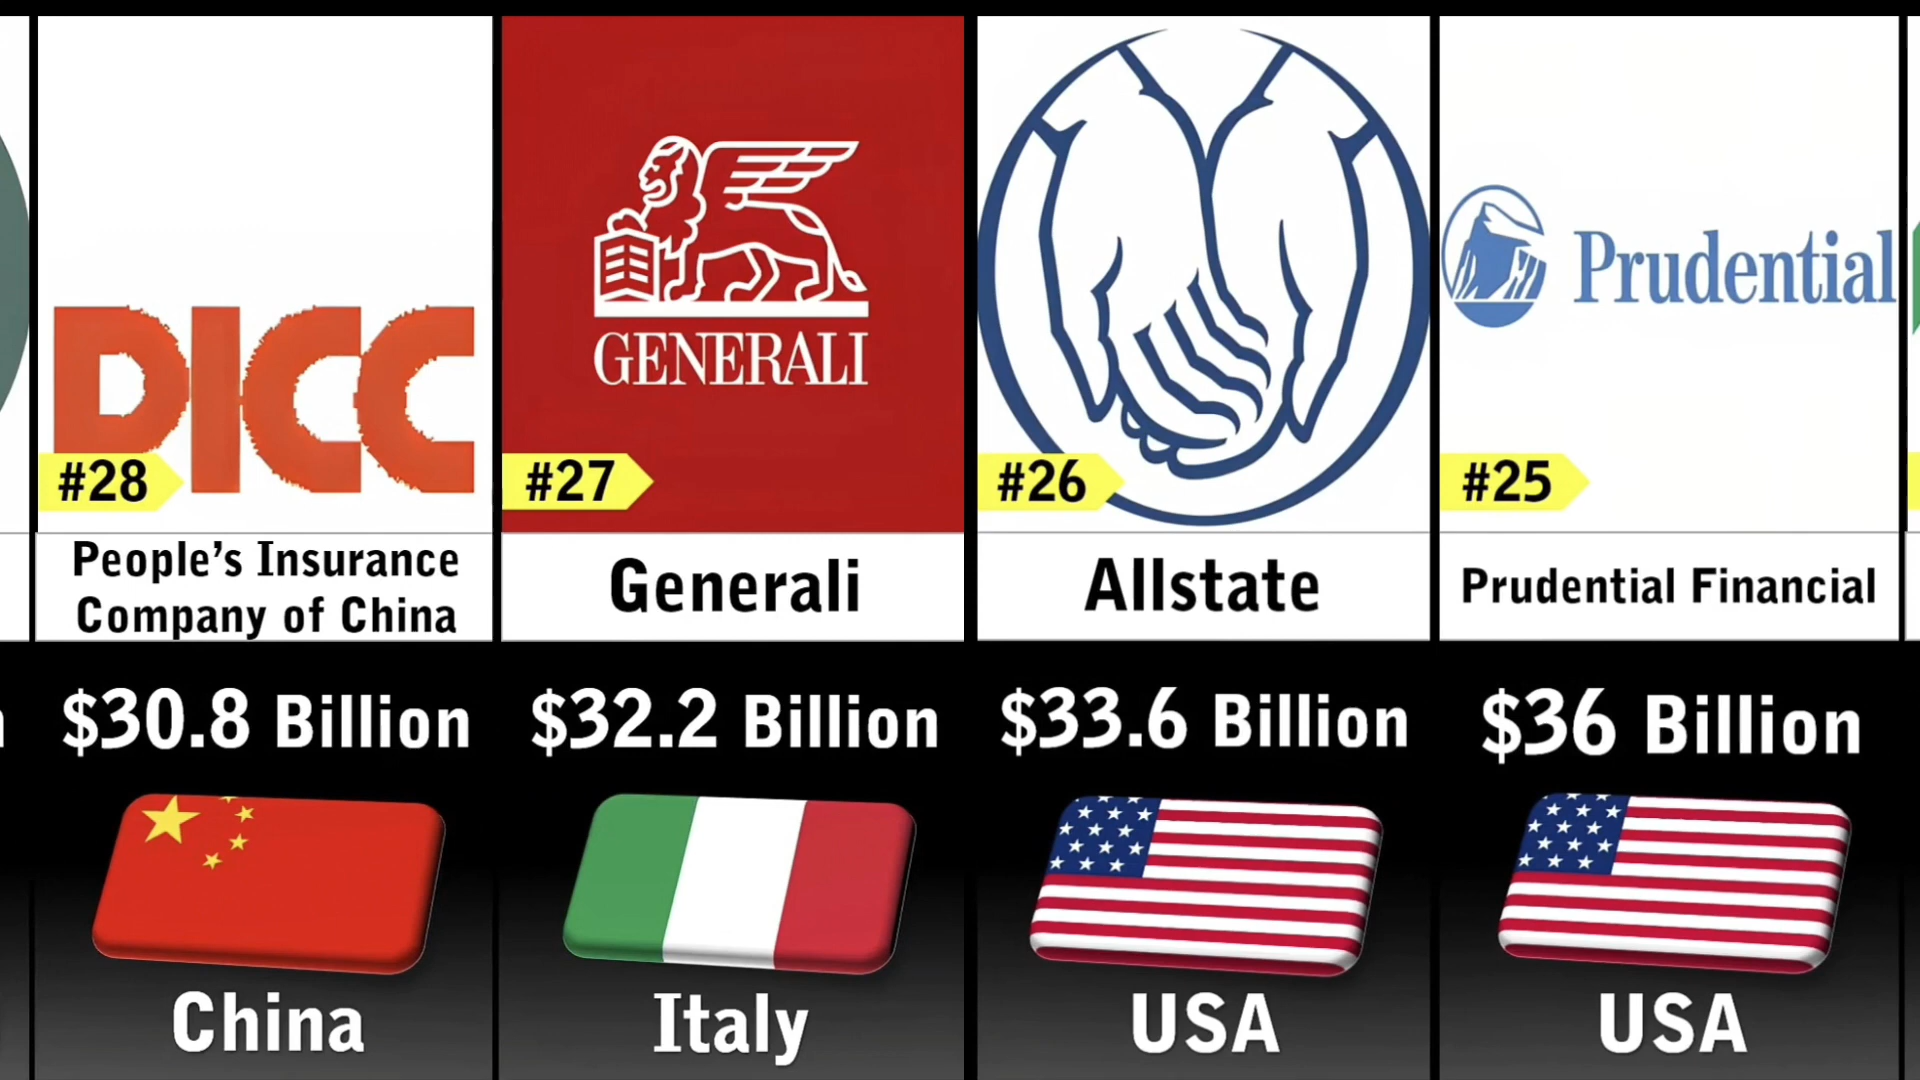 PICC
#28
People's Insurance
Company of China
$30.8 Billion
China
GENERALI
#27
Generali
$32.2 Billion
Italy
#26
Allstate
$33.6 Billion
USA
Prudential
#25
Prudential Financial
$36 Billion
USA